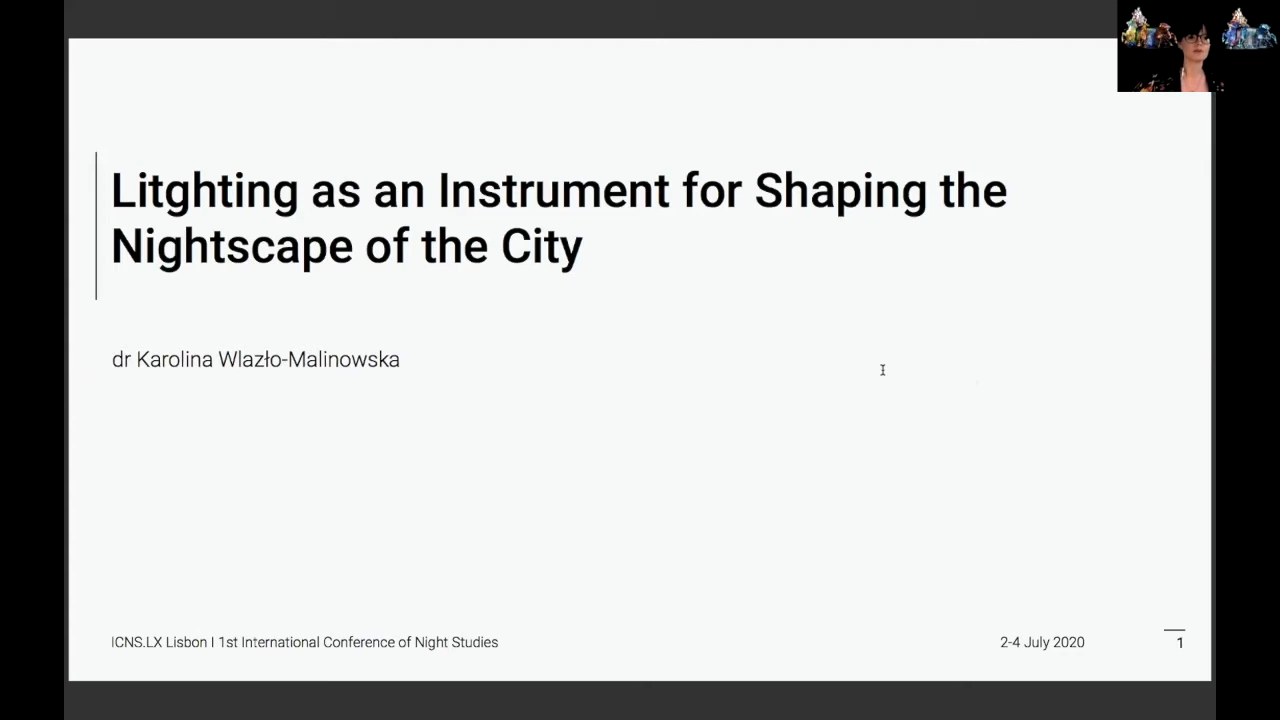 Litghting as an Instrument for Shaping the
Nightscape of the City
dr Karolina Wlazło-Malinowska
ICNS.LX Lisbon I 1st International Conference of Night Studies
2-4 July 2020
1